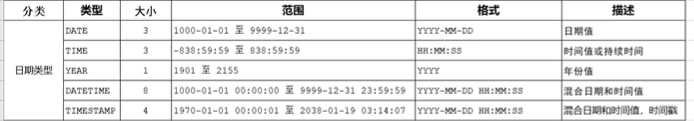 分类 类型 大小 范围 格式 描述
DATE 3 1000-01-01 至 9999-12-31 YYYY-MM-DD 日期值
TIME 3 -838:59:59 至 838:59:59 HH:MM:SS 时间值或持续时间
日期类型 YEAR 1 1901 至 2155 YYYY 年份值
DATETIME 8 1000-01-01 00:00:00 至 9999-12-31 23:59:59 YYYY-MM-DD HH:MM:SS 混合日期和时间值
TIMESTAMP 4 1970-01-01 00:00:01 至 2038-01-19 03:14:07 YYYY-MM-DD HH:MM:SS 混合日期和时间值，时间戳